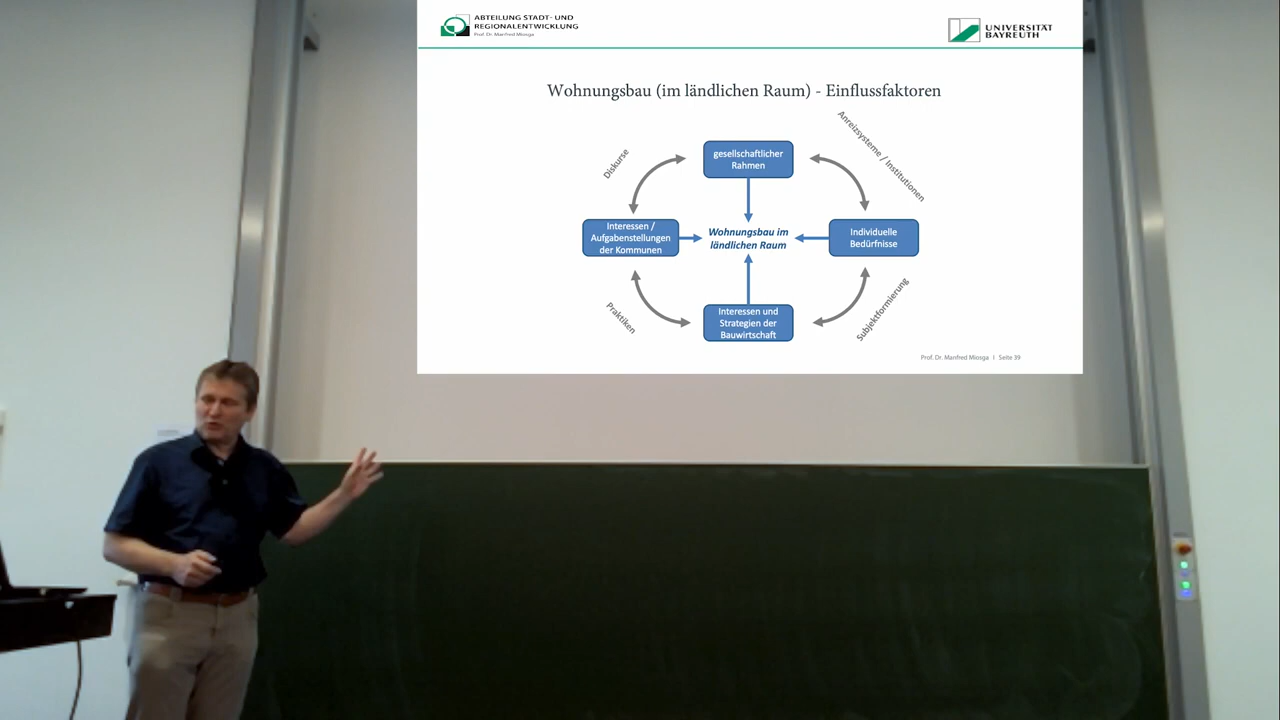 ABTEILUNG STADT- UND
REGIONALENTWICKLUNG
Prof. Dr. Manfred Miosga
UNIVERSITÄT
BAYREUTH
Wohnungsbau (im ländlichen Raum) - Einflussfaktoren
Diskurse
gesellschaftlicher
Rahmen
Anreizsysteme / Institutionen
Interessen /
Aufgabenstellungen
der Kommunen
Wohnungsbau im
ländlichen Raum
Individuelle
Bedürfnisse
Praktiken
Interessen und
Strategien der
Bauwirtschaft
Subjektformierung
Prof. Dr. Manfred Miosga | Seite 39